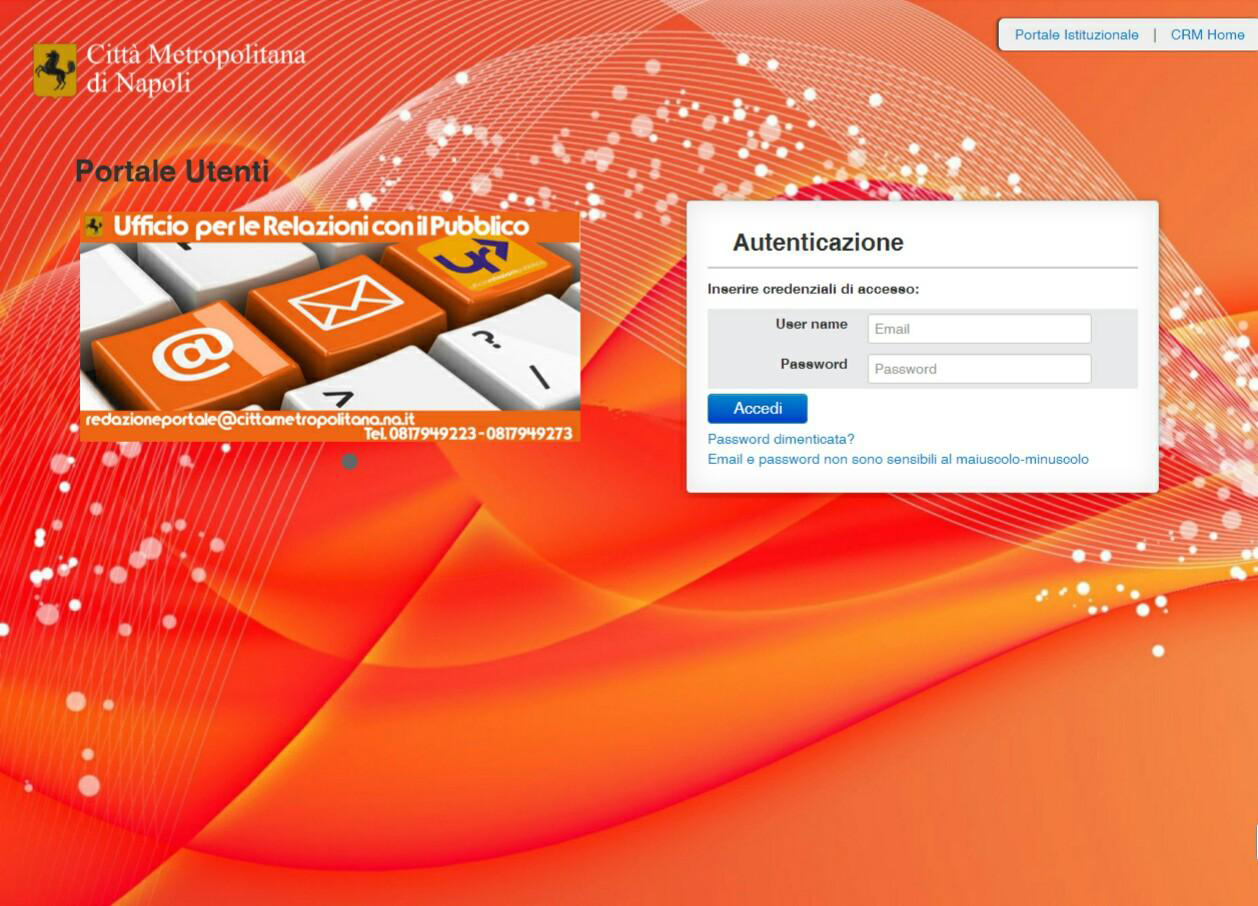 Città Metropolitana
di Napoli
Portale Istituzionale | CRM Home
Portale Utenti
Ufficio per le Relazioni con il Pubblico
@
?
/
^
redazioneportale@cittametropolitana.na.it
Tel. 0817949223 - 0817949273
Autenticazione
Inserire credenziali di accesso:
User name
Email
Password
Password
Accedi
Password dimenticata?
Email e password non sono sensibili al maiuscolo-minuscolo